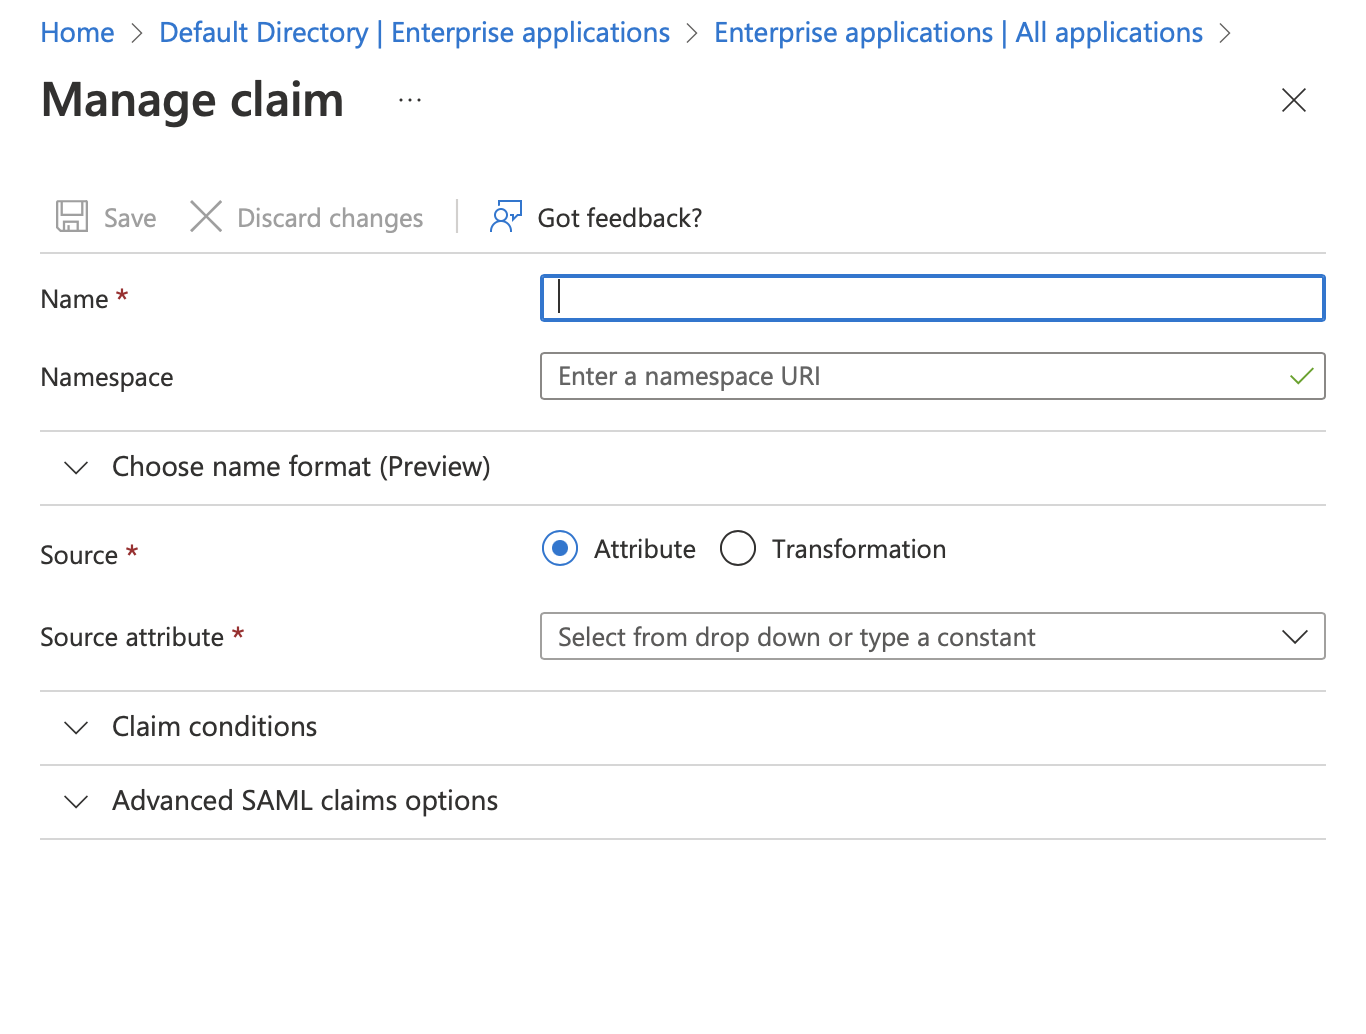 Home > Default Directory | Enterprise applications > Enterprise applications | All applications >
Manage claim ...
Save Discard changes | Got feedback?
Name *
Namespace Enter a namespace URI
Choose name format (Preview)
Source * Attribute Transformation
Source attribute * Select from drop down or type a constant
Claim conditions
Advanced SAML claims options